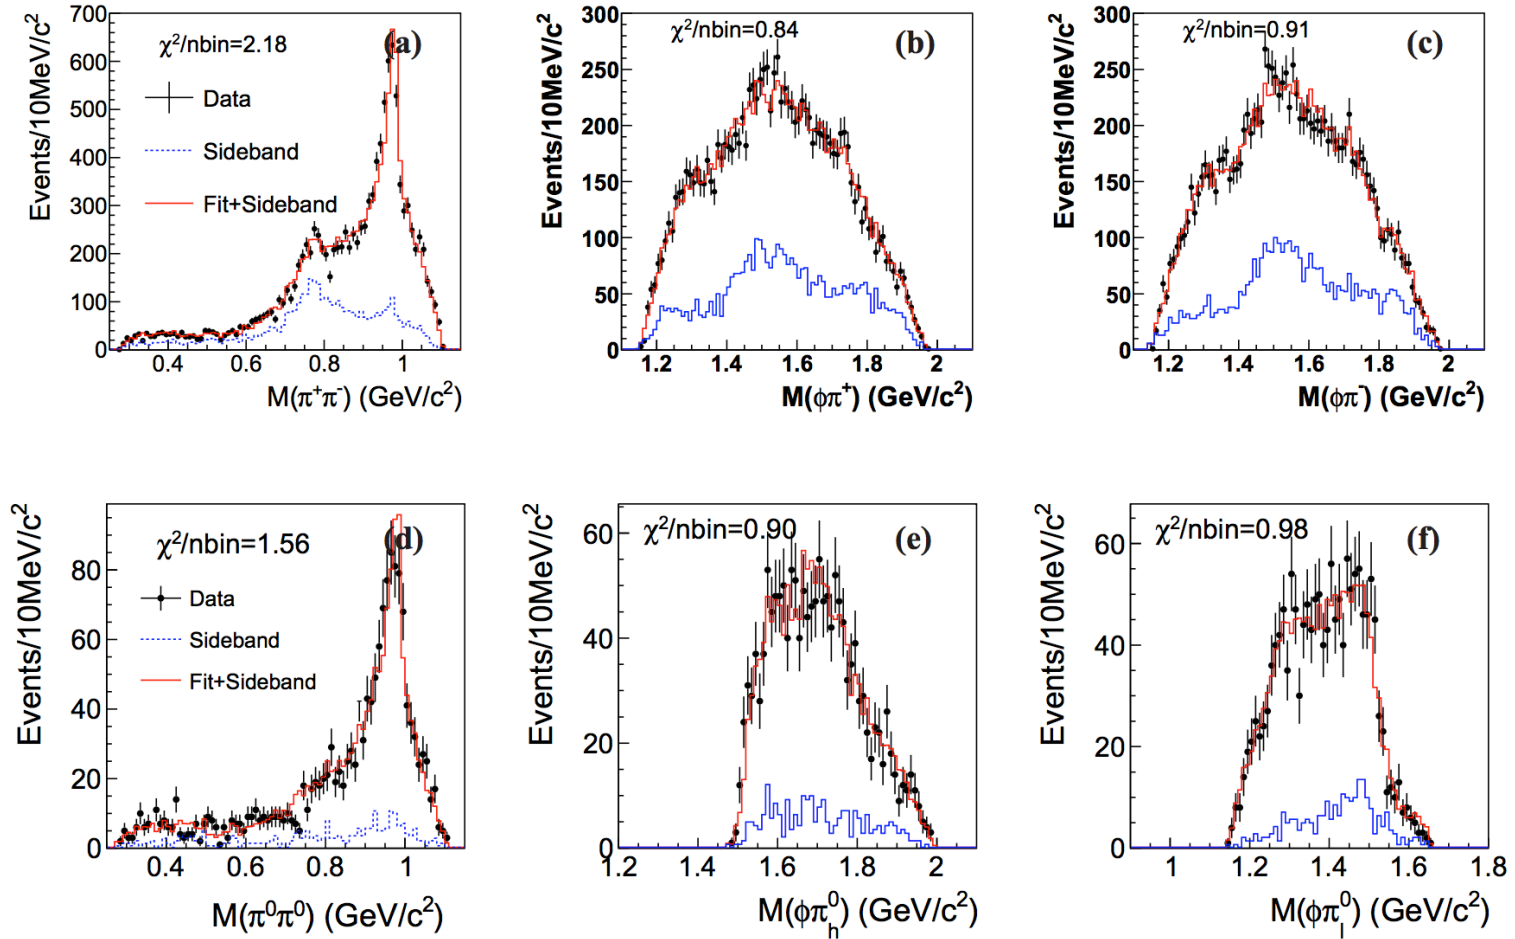 Events/10MeV/c²
700
600
500
400
300
200
100
0
χ²/nbin=2.18
(a)
Data
Sideband
Fit+Sideband
0.4
0.6
0.8
1
M(π⁺π⁻) (GeV/c²)
Events/10MeV/c²
300
250
200
150
100
50
0
χ²/nbin=0.84
(b)
1.2
1.4
1.6
1.8
2
M(ϕπ⁺) (GeV/c²)
Events/10MeV/c²
300
250
200
150
100
50
0
χ²/nbin=0.91
(c)
1.2
1.4
1.6
1.8
2
M(ϕπ⁻) (GeV/c²)
Events/10MeV/c²
80
60
40
20
0
χ²/nbin=1.56
(d)
Data
Sideband
Fit+Sideband
0.4
0.6
0.8
1
M(π⁰π⁰) (GeV/c²)
Events/10MeV/c²
60
40
20
0
χ²/nbin=0.90
(e)
1.2
1.4
1.6
1.8
2
M(ϕπ⁰ₕ) (GeV/c²)
Events/10MeV/c²
60
40
20
0
χ²/nbin=0.98
(f)
1
1.2
1.4
1.6
1.8
M(ϕπ⁰ₗ) (GeV/c²)